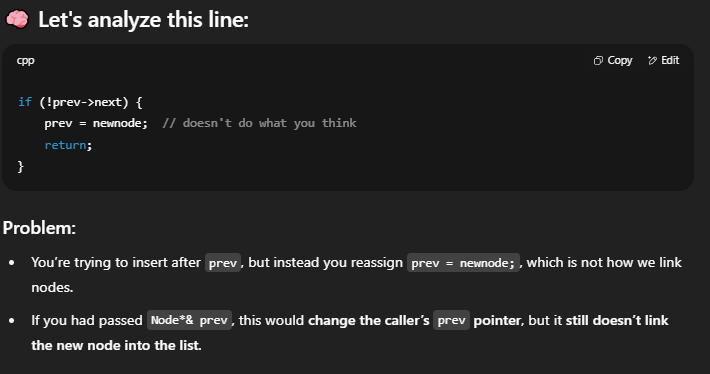 🧠 Let's analyze this line:
cpp Copy Edit
if (!prev->next) {
    prev = newnode;  // doesn't do what you think
    return;
}
Problem:
• You're trying to insert after prev, but instead you reassign prev = newnode;, which is not how we link
nodes.
• If you had passed Node*& prev, this would change the caller's prev pointer, but it still doesn't link
the new node into the list.